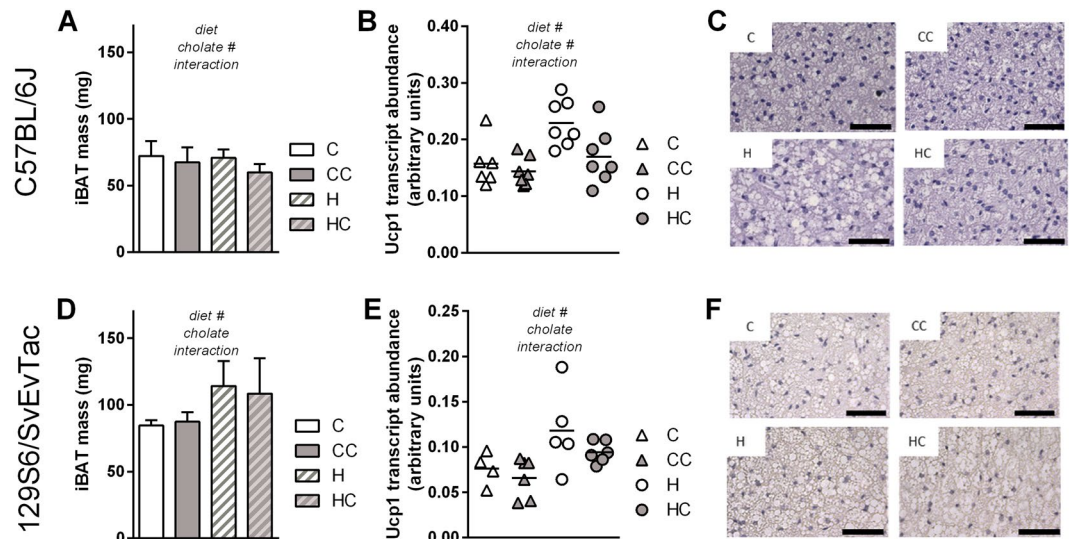 C57BL/6J
A
iBAT mass (mg)
150
100
50
0
diet
cholate #
interaction
C
CC
H
HC
B
Ucp1 transcript abundance
(arbitrary units)
0.40
0.30
0.20
0.10
0.00
diet #
cholate #
interaction
C
CC
H
HC
C
C
CC
H
HC
129S6/SvEvTac
D
iBAT mass (mg)
150
100
50
0
diet #
cholate
interaction
C
CC
H
HC
E
Ucp1 transcript abundance
(arbitrary units)
0.25
0.20
0.15
0.10
0.05
0.00
diet #
cholate
interaction
C
CC
H
HC
F
C
CC
H
HC